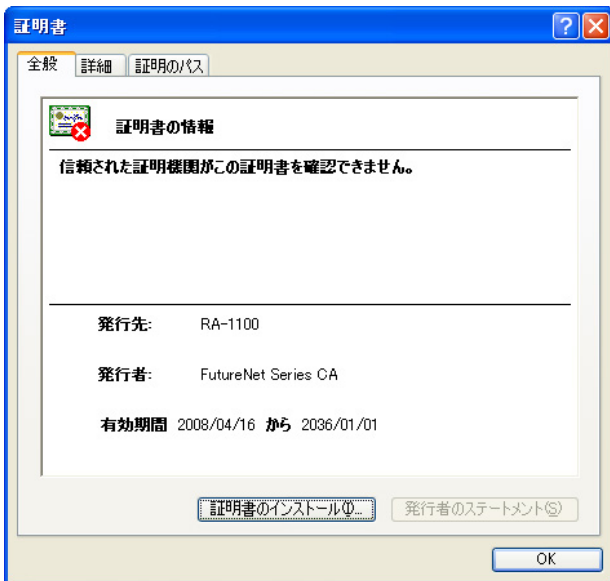 証明書
全般 詳細 証明のパス
証明書の情報
信頼された証明機関がこの証明書を確認できません。
発行先: RA-1100
発行者: FutureNet Series CA
有効期間 2008/04/16 から 2036/01/01
証明書のインストール(I)... 発行者のステートメント(S)
OK